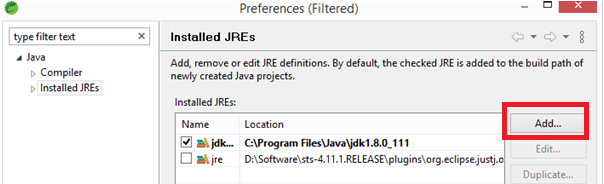 Preferences (Filtered)
type filter text
Java
Compiler
Installed JREs
Installed JREs
Add, remove or edit JRE definitions. By default, the checked JRE is added to the build path of
newly created Java projects.
Installed JREs:
Name Location
jdk... C:\Program Files\Java\jdk1.8.0_111
jre D:\Software\sts-4.11.1.RELEASE\plugins\org.eclipse.justj.o
Add...
Edit...
Duplicate...